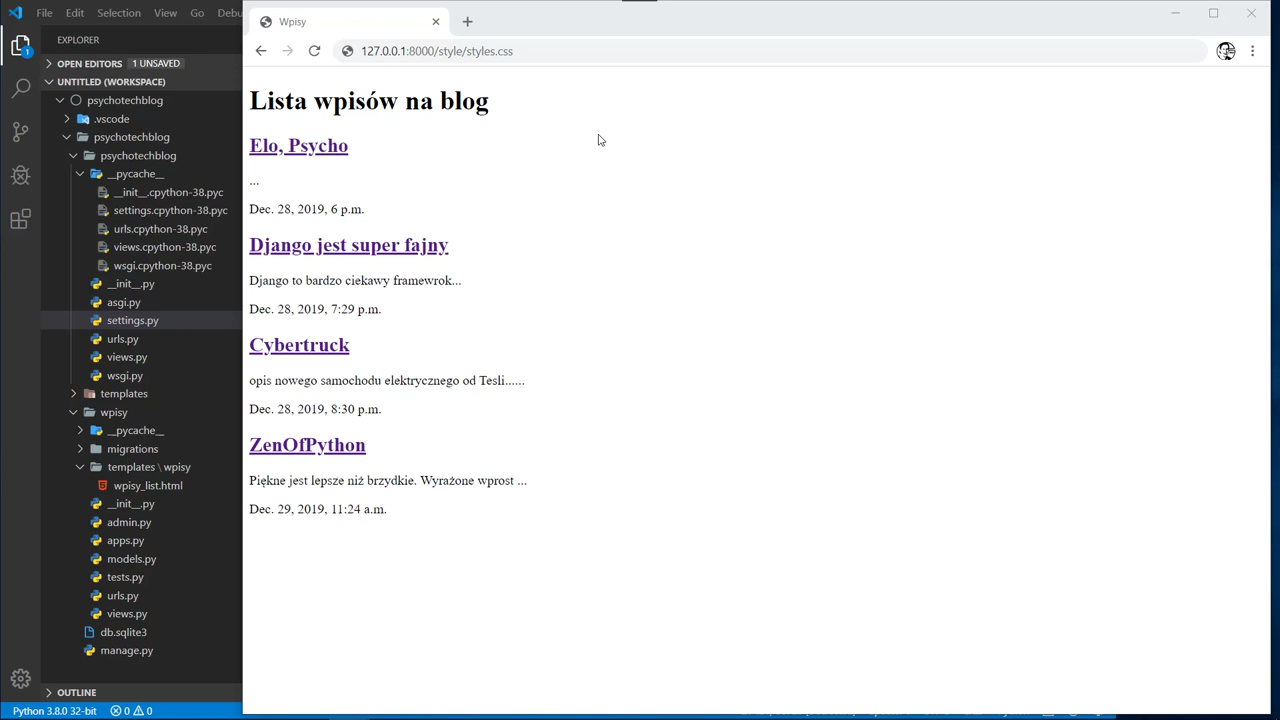 File Edit Selection View Go Debu
EXPLORER
OPEN EDITORS 1 UNSAVED
UNTITLED (WORKSPACE)
psychotechblog
.vscode
psychotechblog
psychotechblog
__pycache__
__init__.cpython-38.pyc
settings.cpython-38.pyc
urls.cpython-38.pyc
views.cpython-38.pyc
wsgi.cpython-38.pyc
__init__.py
asgi.py
settings.py
urls.py
views.py
wsgi.py
templates
wpisy
__pycache__
migrations
templates \ wpisy
wpisy_list.html
__init__.py
admin.py
apps.py
models.py
tests.py
urls.py
views.py
db.sqlite3
manage.py
OUTLINE
Python 3.8.0 32-bit 0 0
1
Wpisy
127.0.0.1:8000/style/styles.css
Lista wpisów na blog
Elo, Psycho
...
Dec. 28, 2019, 6 p.m.
Django jest super fajny
Django to bardzo ciekawy framewrok...
Dec. 28, 2019, 7:29 p.m.
Cybertruck
opis nowego samochodu elektrycznego od Tesli......
Dec. 28, 2019, 8:30 p.m.
ZenOfPython
Piękne jest lepsze niż brzydkie. Wyrażone wprost ...
Dec. 29, 2019, 11:24 a.m.